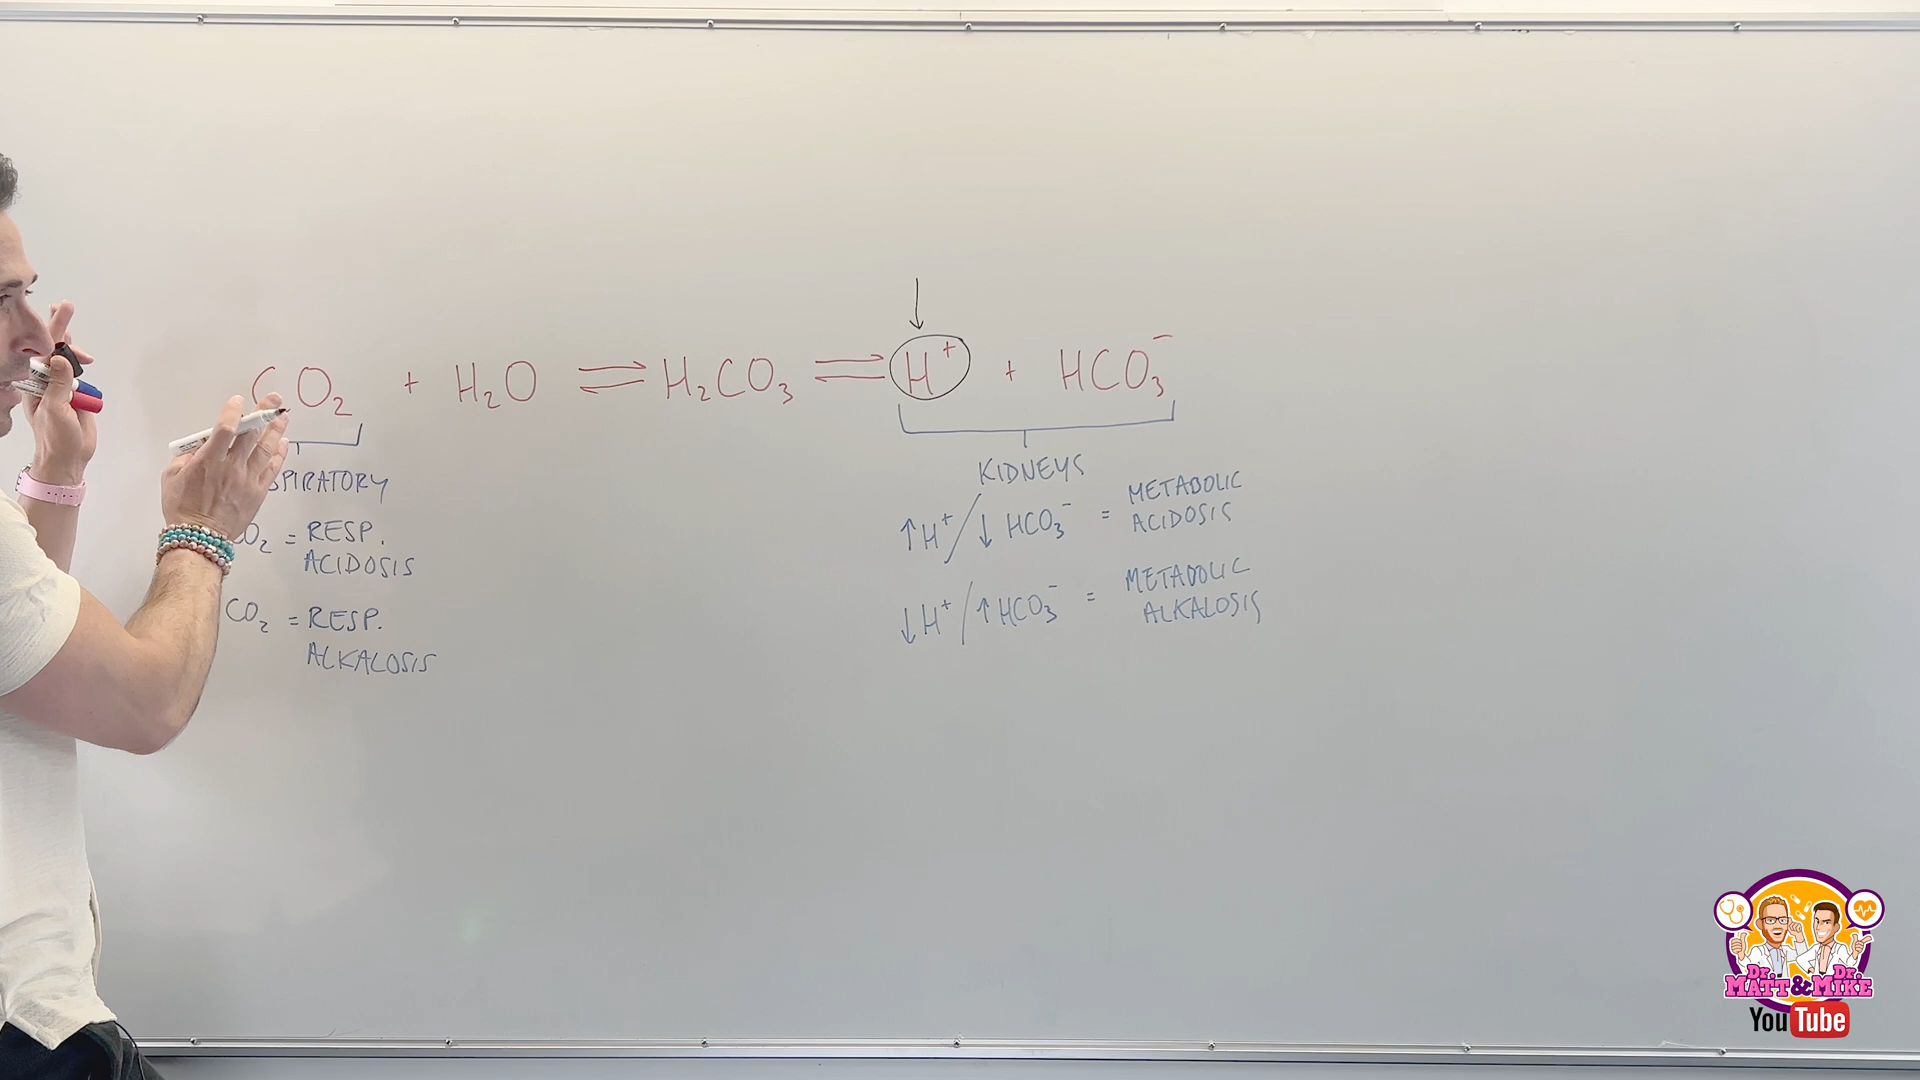 CO₂ + H₂O ⇌ H₂CO₃ ⇌ H⁺ + HCO₃⁻
SPIRATORY
CO₂ = RESP.
ACIDOSIS
CO₂ = RESP.
ALKALOSIS
KIDNEYS
↑H⁺/↓HCO₃⁻ = METABOLIC
ACIDOSIS
↓H⁺/↑HCO₃⁻ = METABOLIC
ALKALOSIS
Dr. Dr.
MATT & MIKE
YouTube